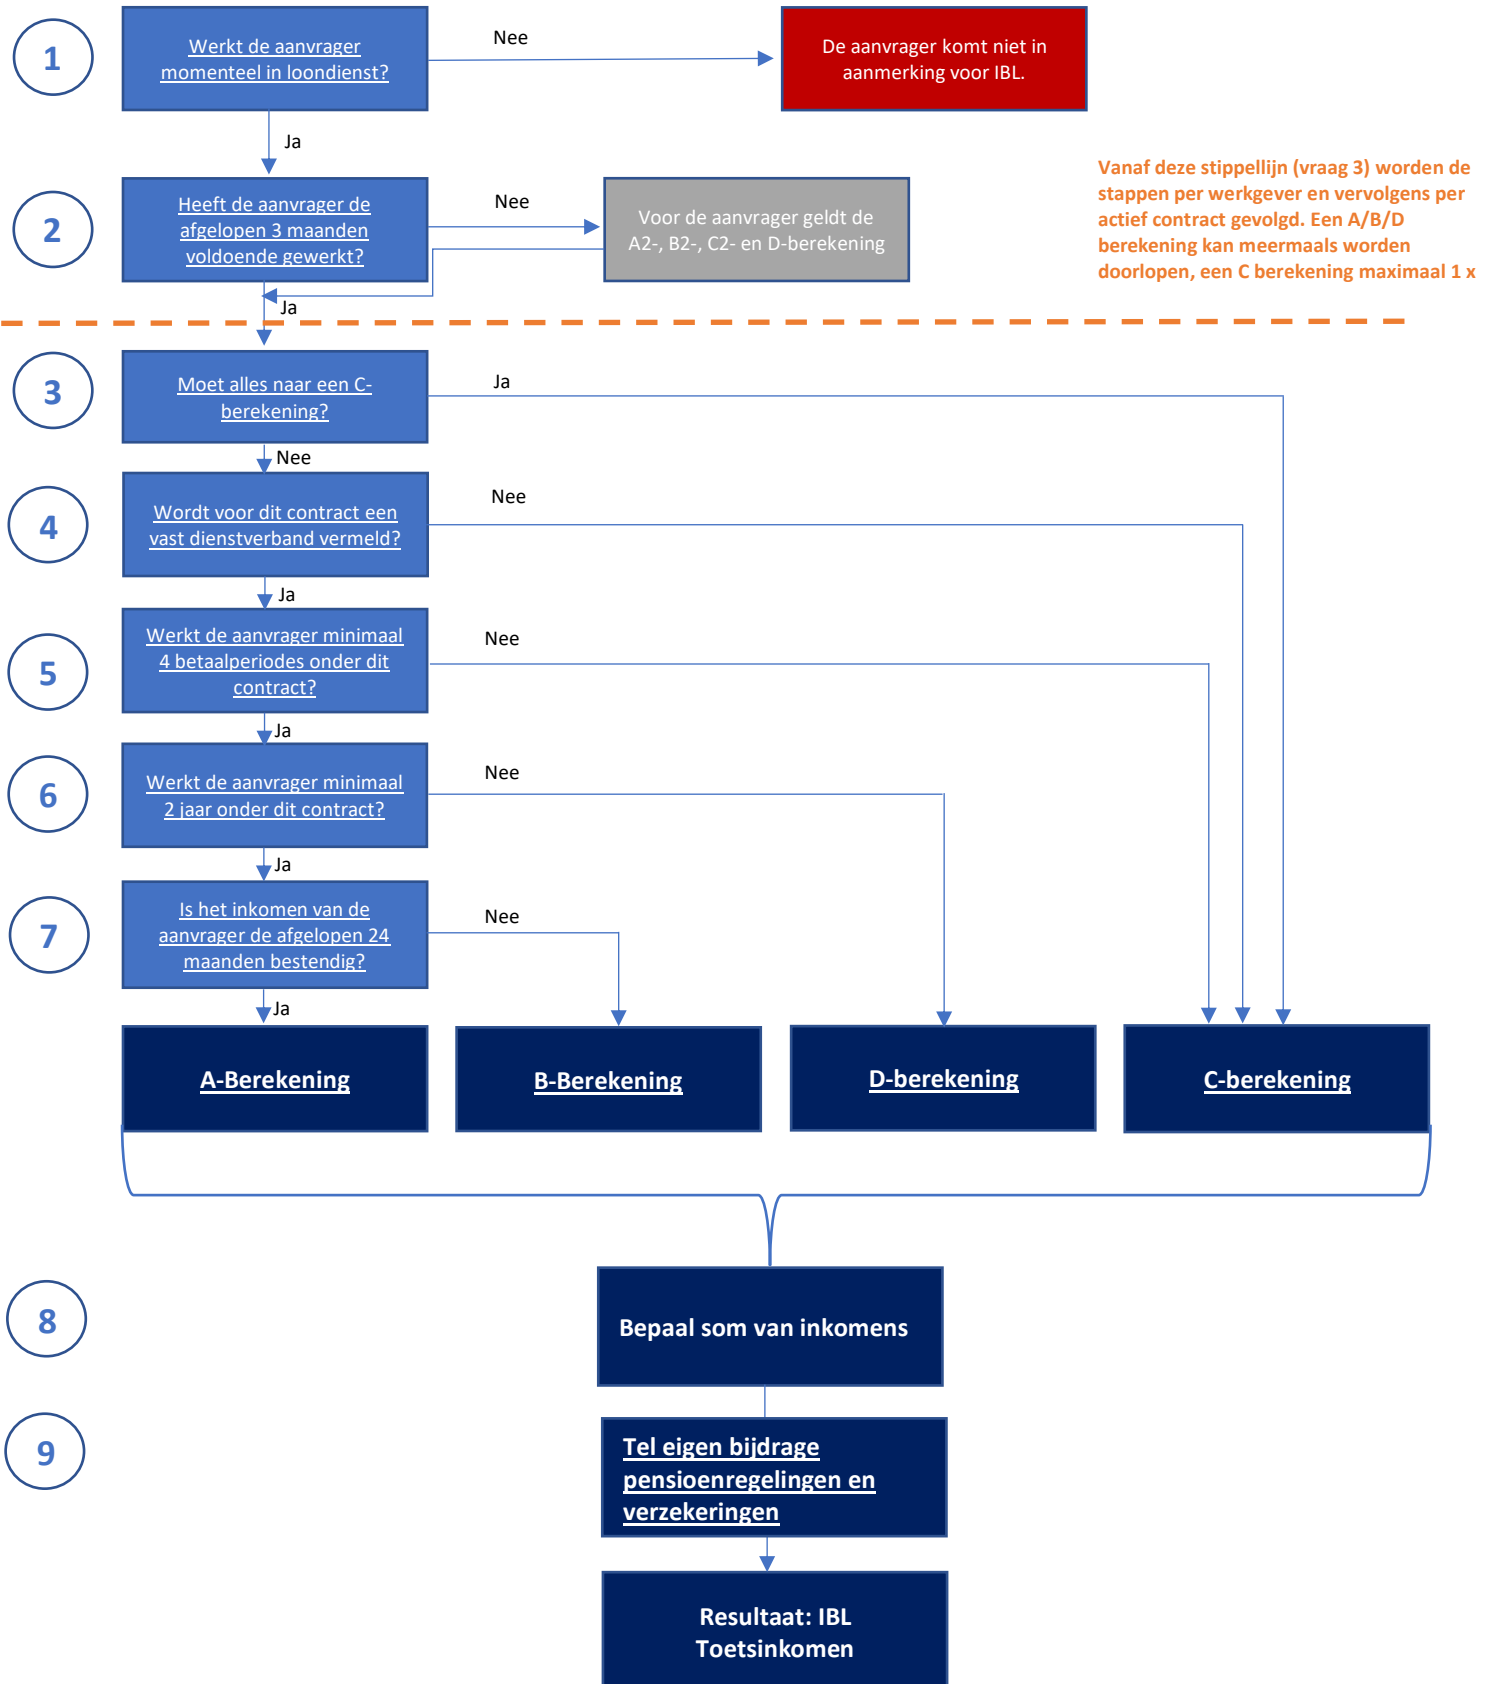 1
Werkt de aanvrager
momenteel in loondienst?
Nee
De aanvrager komt niet in
aanmerking voor IBL.
Ja
Vanaf deze stippellijn (vraag 3) worden de
stappen per werkgever en vervolgens per
actief contract gevolgd. Een A/B/D
berekening kan meermaals worden
doorlopen, een C berekening maximaal 1 x
2
Heeft de aanvrager de
afgelopen 3 maanden
voldoende gewerkt?
Nee
Voor de aanvrager geldt de
A2-, B2-, C2- en D-berekening
Ja
3
Moet alles naar een C-
berekening?
Ja
Nee
4
Wordt voor dit contract een
vast dienstverband vermeld?
Nee
Ja
5
Werkt de aanvrager minimaal
4 betaalperiodes onder dit
contract?
Nee
Ja
6
Werkt de aanvrager minimaal
2 jaar onder dit contract?
Nee
Ja
7
Is het inkomen van de
aanvrager de afgelopen 24
maanden bestendig?
Nee
Ja
A-Berekening
B-Berekening
D-berekening
C-berekening
8
Bepaal som van inkomens
9
Tel eigen bijdrage
pensioenregelingen en
verzekeringen
Resultaat: IBL
Toetsinkomen